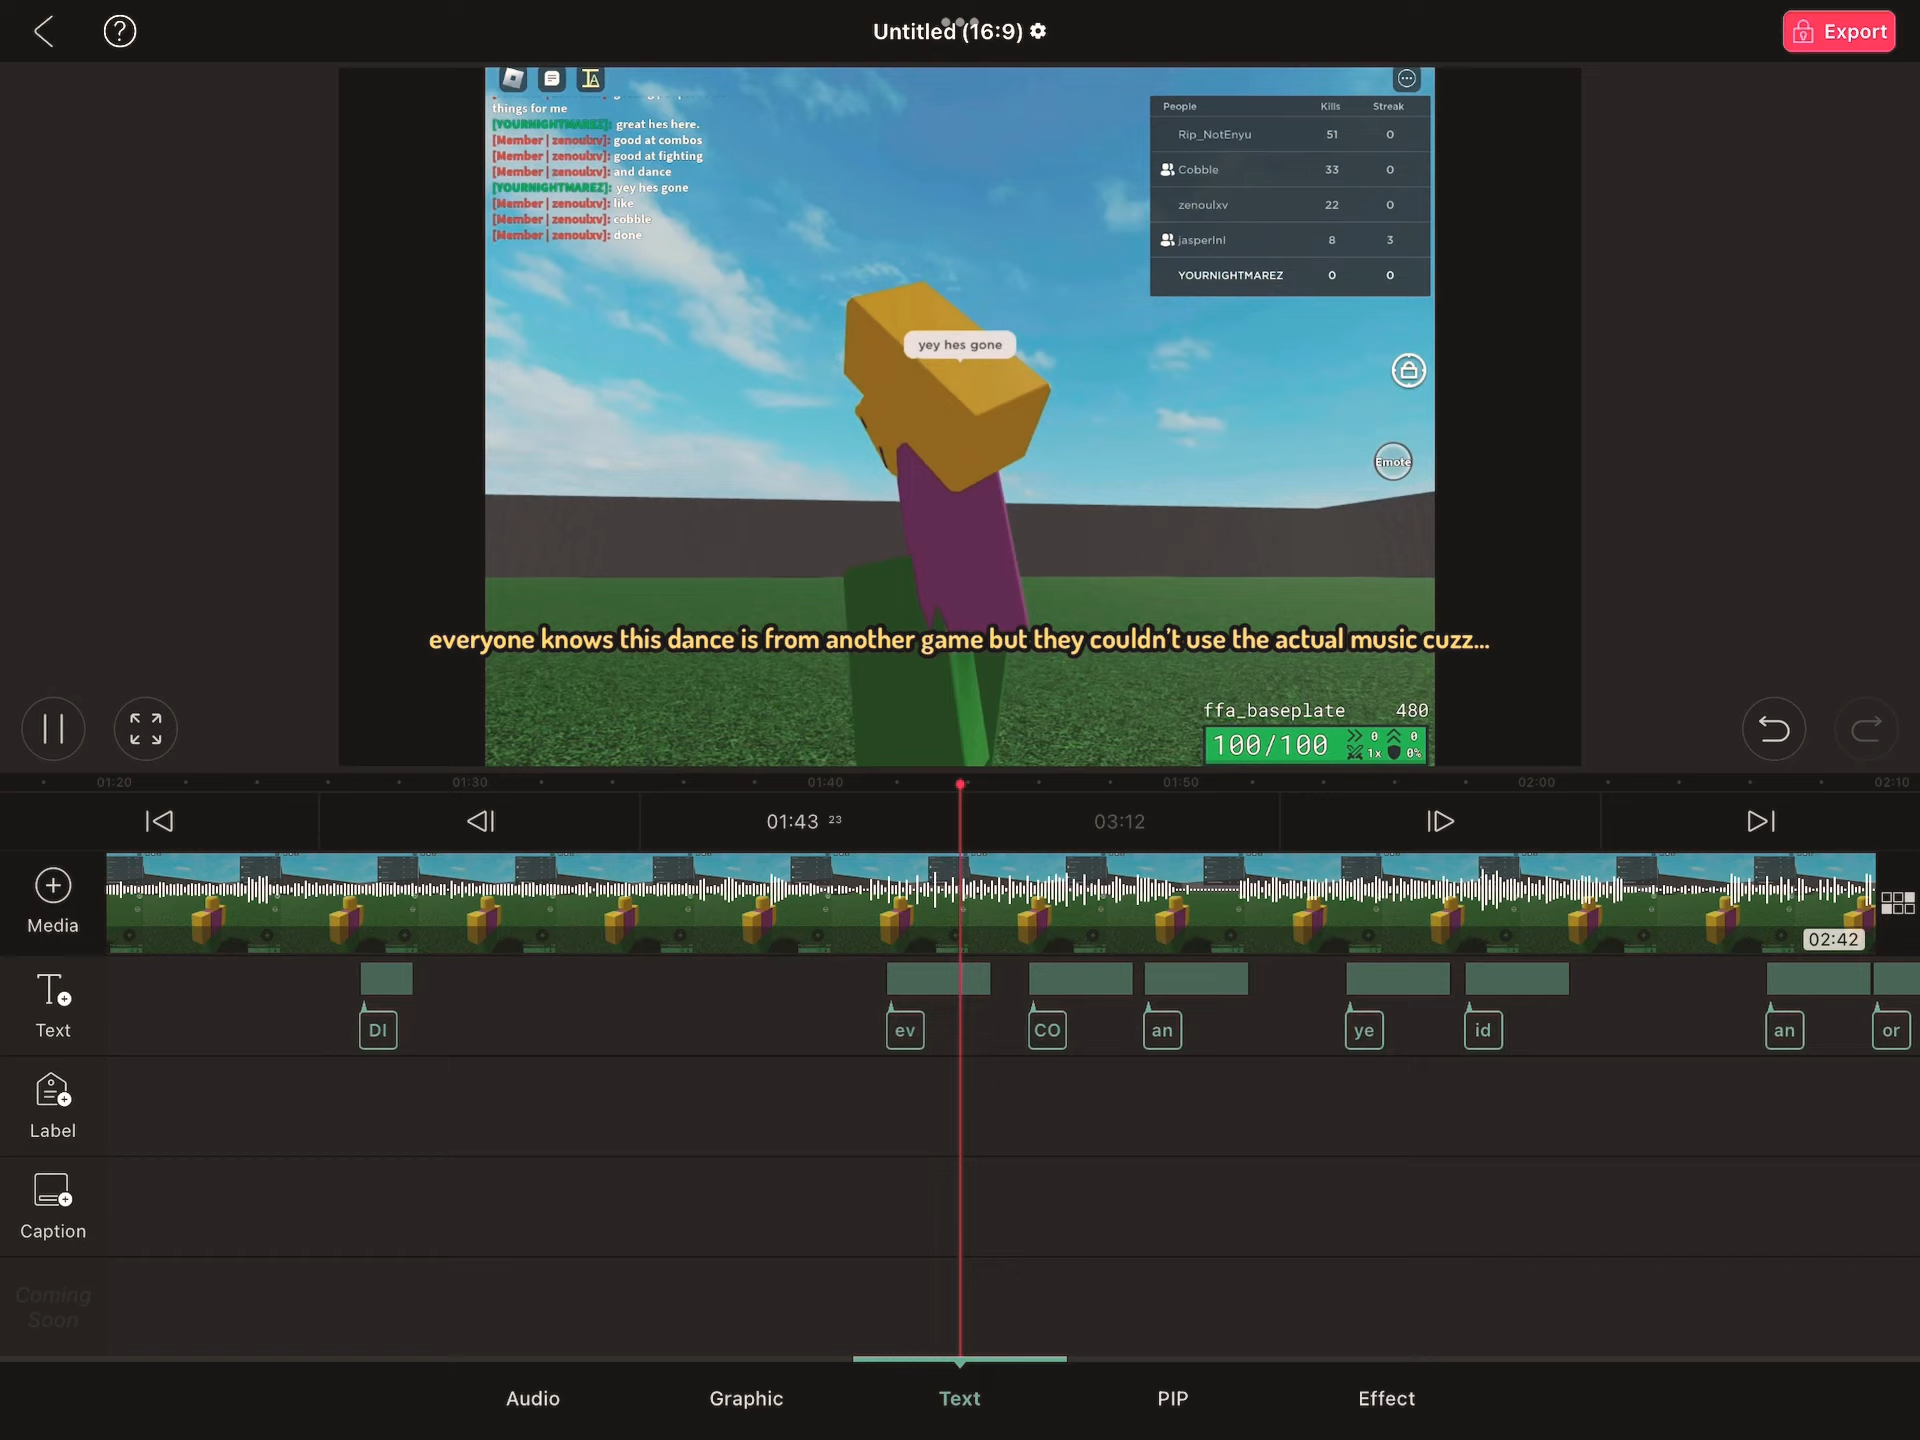 Untitled (16:9)
Export
things for me
[YOURNIGHTMAREZ]: great hes here.
[Member | zenoulxv]: good at combos
[Member | zenoulxv]: good at fighting
[Member | zenoulxv]: and dance
[YOURNIGHTMAREZ]: yey hes gone
[Member | zenoulxv]: like
[Member | zenoulxv]: cobble
[Member | zenoulxv]: done
People Kills Streak
Rip_NotEnyu 51 0
Cobble 33 0
zenoulxv 22 0
jasperlnl 8 3
YOURNIGHTMAREZ 0 0
yey hes gone
Emote
everyone knows this dance is from another game but they couldn't use the actual music cuzz...
ffa_baseplate 480
100/100 0 0
1x 0%
01:20 01:30 01:40 01:50 02:00 02:10
01:43 23 03:12
Media
02:42
Text
DI ev CO an ye id an or
Label
Caption
Coming
Soon
Audio Graphic Text PIP Effect